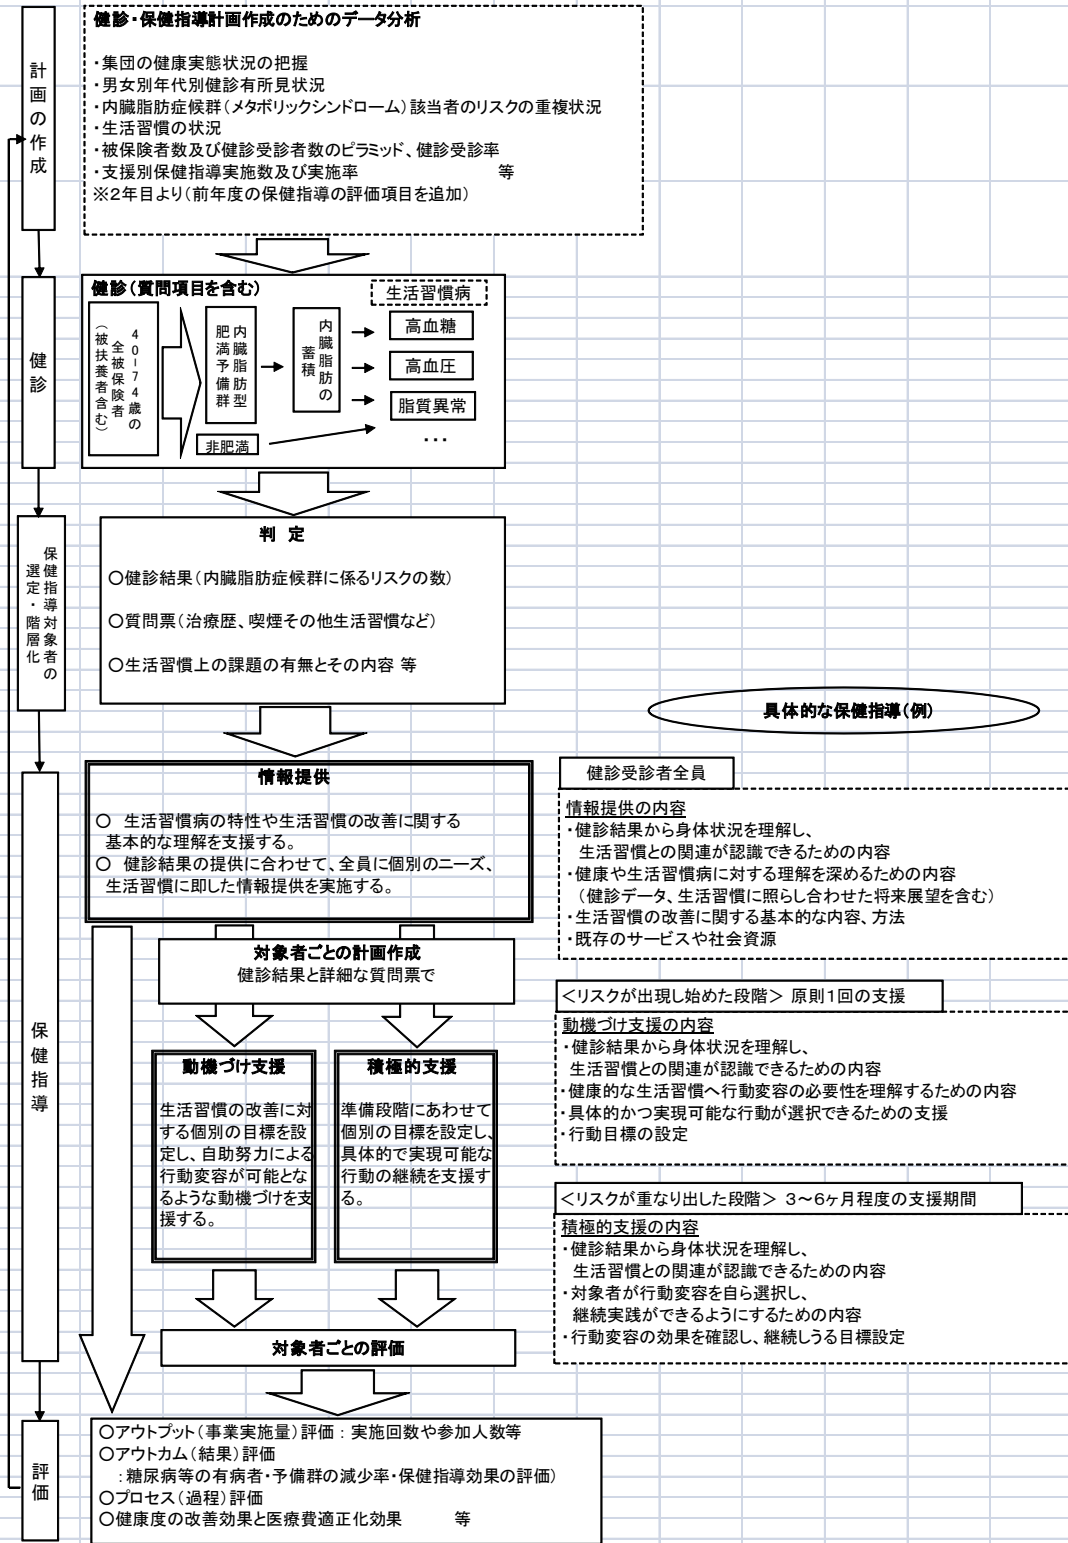 計画の作成
健診・保健指導計画作成のためのデータ分析
・集団の健康実態状況の把握
・男女別年代別健診有所見状況
・内臓脂肪症候群（メタボリックシンドローム）該当者のリスクの重複状況
・生活習慣の状況
・被保険者数及び健診受診者数のピラミッド、健診受診率
・支援別保健指導実施数及び実施率　　　　　　　　等
※2年目より（前年度の保健指導の評価項目を追加）
健診
健診（質問項目を含む）
40-74歳の
全被保険者
（被扶養者含む）
内臓脂肪型
肥満予備群
内臓脂肪の
蓄積
生活習慣病
高血糖
高血圧
脂質異常
・・・
非肥満
保健指導対象者の
選定・階層化
判　定
○健診結果（内臓脂肪症候群に係るリスクの数）
○質問票（治療歴、喫煙その他生活習慣など）
○生活習慣上の課題の有無とその内容 等
具体的な保健指導（例）
保健指導
情報提供
○　生活習慣病の特性や生活習慣の改善に関する
基本的な理解を支援する。
○　健診結果の提供に合わせて、全員に個別のニーズ、
生活習慣に即した情報提供を実施する。
健診受診者全員
情報提供の内容
・健診結果から身体状況を理解し、
生活習慣との関連が認識できるための内容
・健康や生活習慣病に対する理解を深めるための内容
（健診データ、生活習慣に照らし合わせた将来展望を含む）
・生活習慣の改善に関する基本的な内容、方法
・既存のサービスや社会資源
対象者ごとの計画作成
健診結果と詳細な質問票で
＜リスクが出現し始めた段階＞ 原則1回の支援
動機づけ支援の内容
・健診結果から身体状況を理解し、
生活習慣との関連が認識できるための内容
・健康的な生活習慣へ行動変容の必要性を理解するための内容
・具体的かつ実現可能な行動が選択できるための支援
・行動目標の設定
動機づけ支援
生活習慣の改善に対
する個別の目標を設
定し、自助努力による
行動変容が可能とな
るような動機づけを支
援する。
積極的支援
準備段階にあわせて
個別の目標を設定し、
具体的で実現可能な
行動の継続を支援す
る。
＜リスクが重なり出した段階＞ 3～6ヶ月程度の支援期間
積極的支援の内容
・健診結果から身体状況を理解し、
生活習慣との関連が認識できるための内容
・対象者が行動変容を自ら選択し、
継続実践ができるようにするための内容
・行動変容の効果を確認し、継続しうる目標設定
対象者ごとの評価
評価
○アウトプット（事業実施量）評価 : 実施回数や参加人数等
○アウトカム（結果）評価
:糖尿病等の有病者・予備群の減少率・保健指導効果の評価）
○プロセス（過程）評価
○健康度の改善効果と医療費適正化効果　　　等